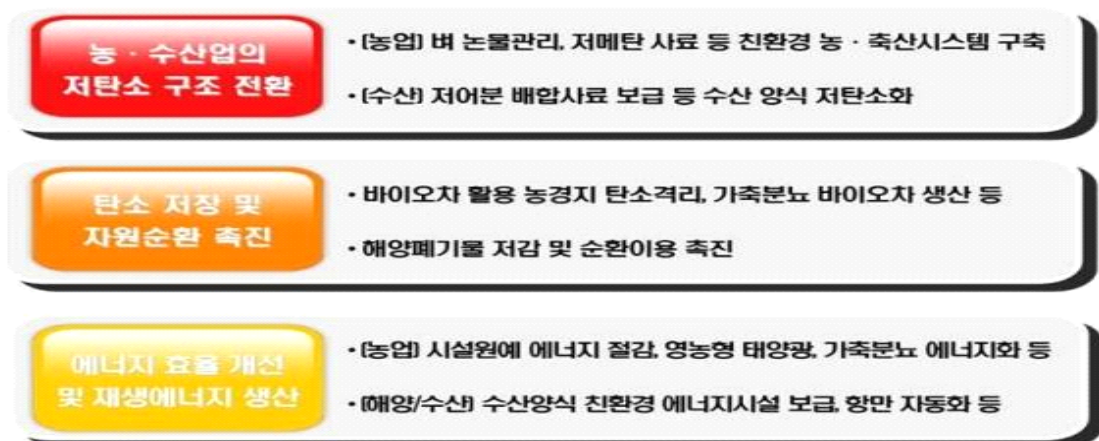 농 · 수산업의
저탄소 구조 전환
• (농업) 벼 논물관리, 저메탄 사료 등 친환경 농 · 축산시스템 구축
• (수산) 저어분 배합사료 보급 등 수산 양식 저탄소화
탄소 저장 및
자원순환 촉진
• 바이오차 활용 농경지 탄소격리, 가축분뇨 바이오차 생산 등
• 해양폐기물 저감 및 순환이용 촉진
에너지 효율 개선
및 재생에너지 생산
• (농업) 시설원예 에너지 절감, 영농형 태양광, 가축분뇨 에너지화 등
• (해양/수산) 수산양식 친환경 에너지시설 보급, 항만 자동화 등